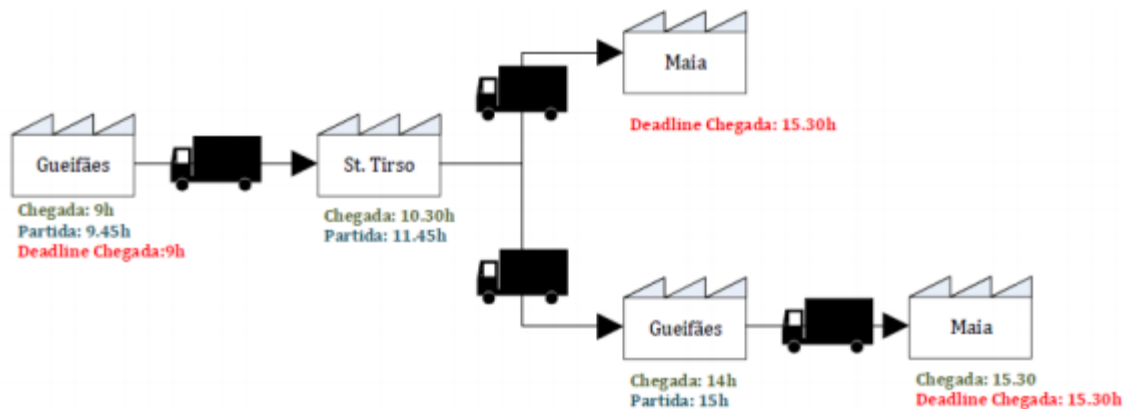 Maia
Deadline Chegada: 15.30h
Gueifães
St. Tirso
Chegada: 9h
Partida: 9.45h
Deadline Chegada:9h
Chegada: 10.30h
Partida: 11.45h
Gueifães
Maia
Chegada: 14h
Partida: 15h
Chegada: 15.30
Deadline Chegada: 15.30h